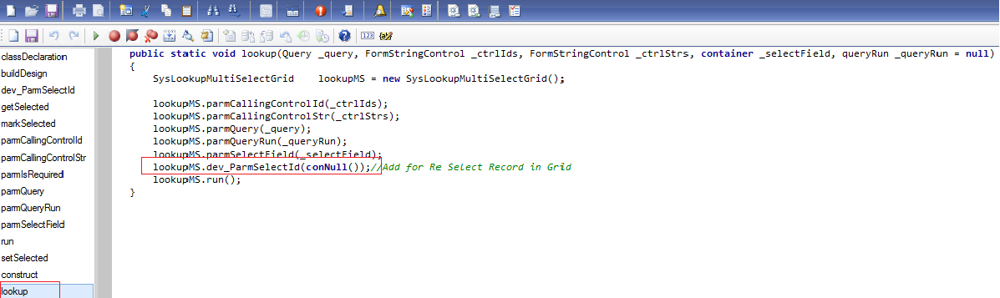 classDeclaration
buildDesign
dev_ParmSelectId
getSelected
markSelected
parmCallingControlId
parmCallingControlStr
parmIsRequired
parmQuery
parmQueryRun
parmSelectField
run
setSelected
construct
lookup
123
public static void lookup(Query _query, FormStringControl _ctrlIds, FormStringControl _ctrlStrs, container _selectField, queryRun _queryRun = null)
{
SysLookupMultiSelectGrid lookupMS = new SysLookupMultiSelectGrid();
lookupMS.parmCallingControlId(_ctrlIds);
lookupMS.parmCallingControlStr(_ctrlStrs);
lookupMS.parmQuery(_query);
lookupMS.parmQueryRun(_queryRun);
lookupMS.parmSelectField(_selectField);
lookupMS.dev_ParmSelectId(conNull());//Add for Re SeLect Record in Grid
lookupMS.run();
}